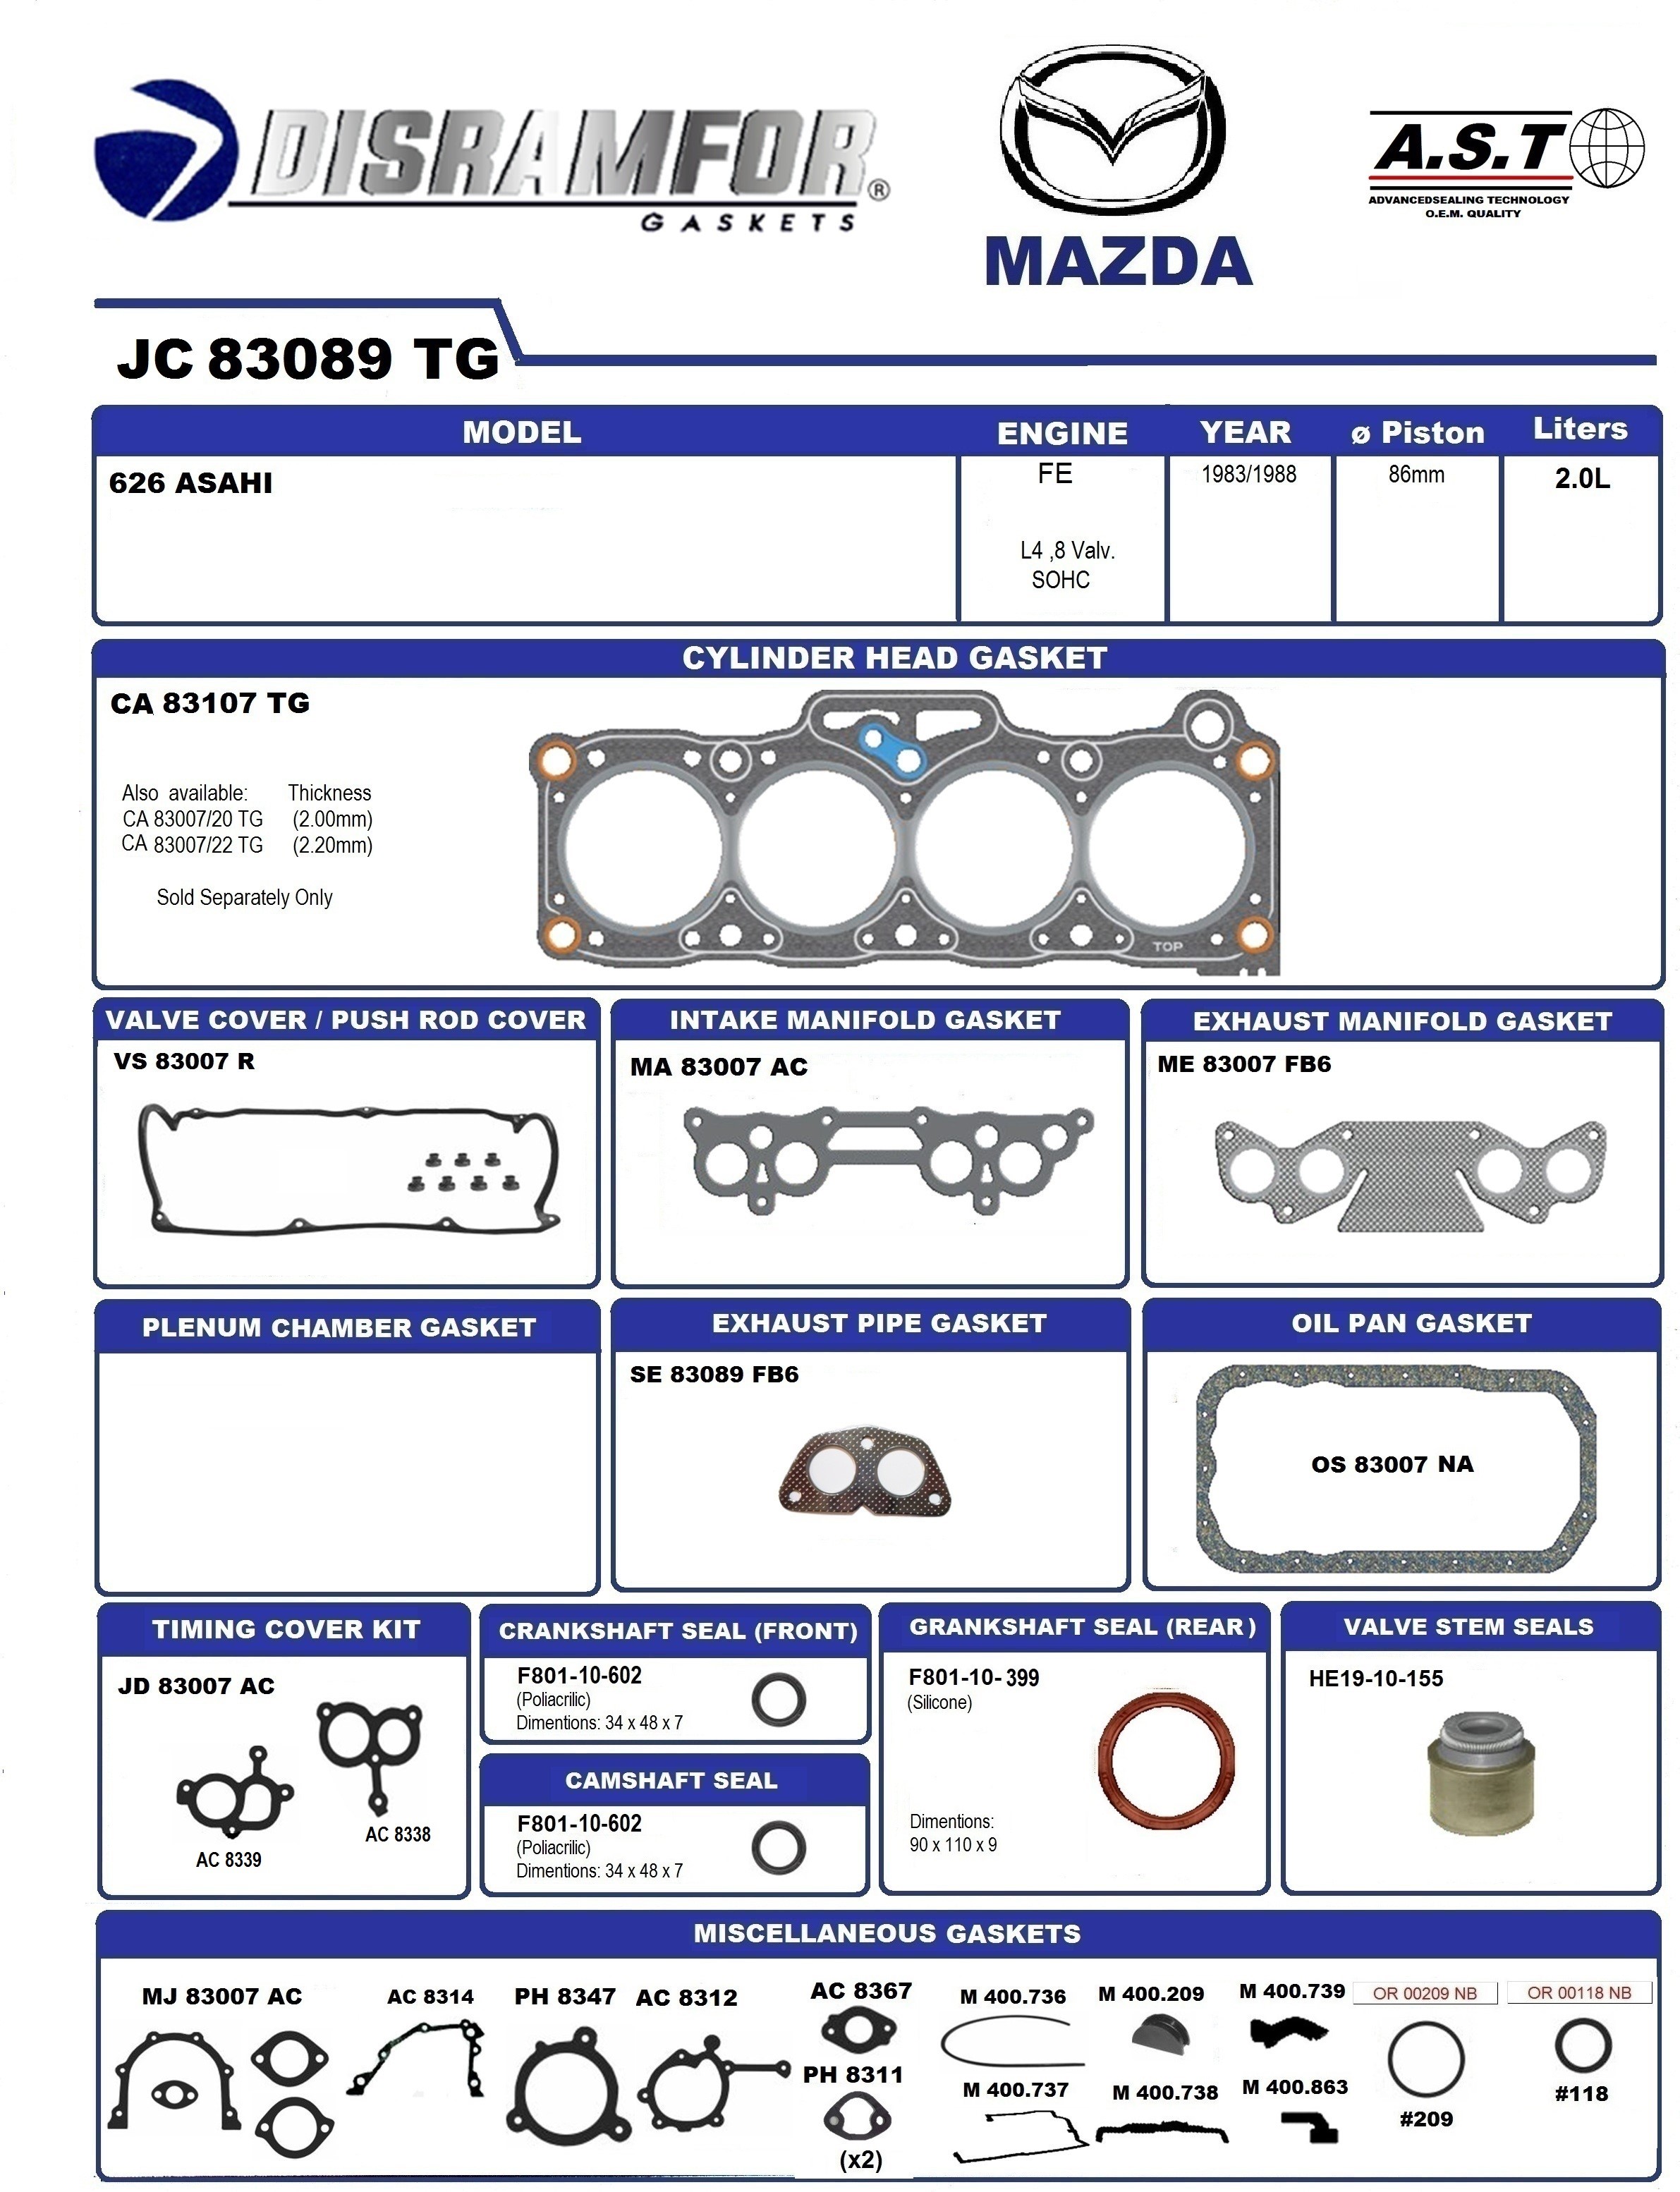 DISRAMFOR®
GASKETS
MAZDA
A.S.T
ADVANCEDSEALING TECHNOLOGY
O.E.M. QUALITY
JC 83089 TG
MODEL
ENGINE
YEAR
ø Piston
Liters
626 ASAHI
FE
1983/1988
86mm
2.0L
L4 ,8 Valv.
SOHC
CYLINDER HEAD GASKET
CA 83107 TG
Also available: Thickness
CA 83007/20 TG (2.00mm)
CA 83007/22 TG (2.20mm)
Sold Separately Only
TOP
VALVE COVER / PUSH ROD COVER
VS 83007 R
INTAKE MANIFOLD GASKET
MA 83007 AC
EXHAUST MANIFOLD GASKET
ME 83007 FB6
PLENUM CHAMBER GASKET
EXHAUST PIPE GASKET
SE 83089 FB6
OIL PAN GASKET
OS 83007 NA
TIMING COVER KIT
JD 83007 AC
AC 8338
AC 8339
CRANKSHAFT SEAL (FRONT)
F801-10-602
(Poliacrilic)
Dimentions: 34 x 48 x 7
CAMSHAFT SEAL
F801-10-602
(Poliacrilic)
Dimentions: 34 x 48 x 7
GRANKSHAFT SEAL (REAR)
F801-10-399
(Silicone)
Dimentions:
90 x 110 x 9
VALVE STEM SEALS
HE19-10-155
MISCELLANEOUS GASKETS
MJ 83007 AC
AC 8314
PH 8347
AC 8312
AC 8367
PH 8311
(x2)
M 400.736
M 400.737
M 400.209
M 400.738
M 400.739
M 400.863
OR 00209 NB
#209
OR 00118 NB
#118